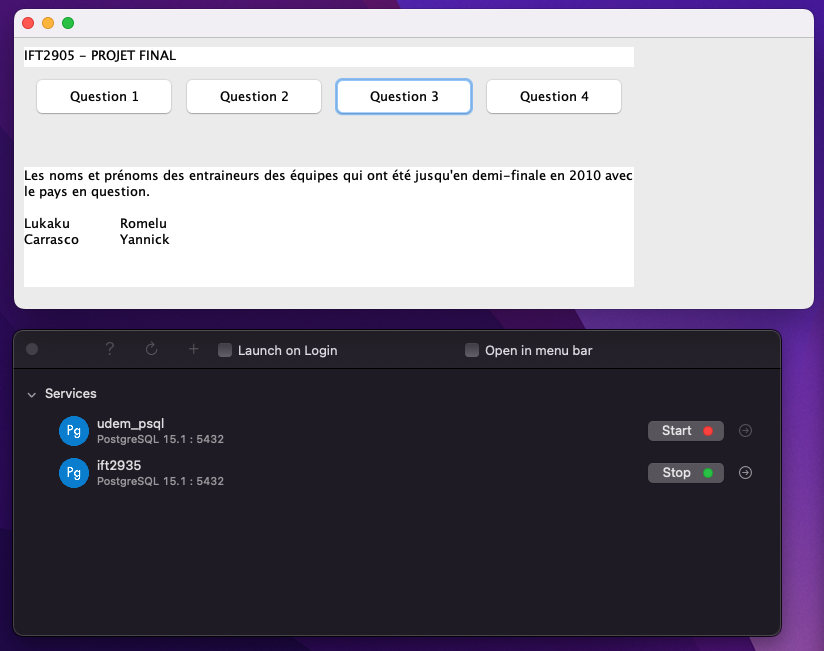 IFT2905 - PROJET FINAL
Question 1 Question 2 Question 3 Question 4
Les noms et prénoms des entraineurs des équipes qui ont été jusqu'en demi-finale en 2010 avec
le pays en question.
Lukaku Romelu
Carrasco Yannick
? + Launch on Login Open in menu bar
Services
Pg udem_psql
PostgreSQL 15.1 : 5432
Start
Pg ift2935
PostgreSQL 15.1 : 5432
Stop